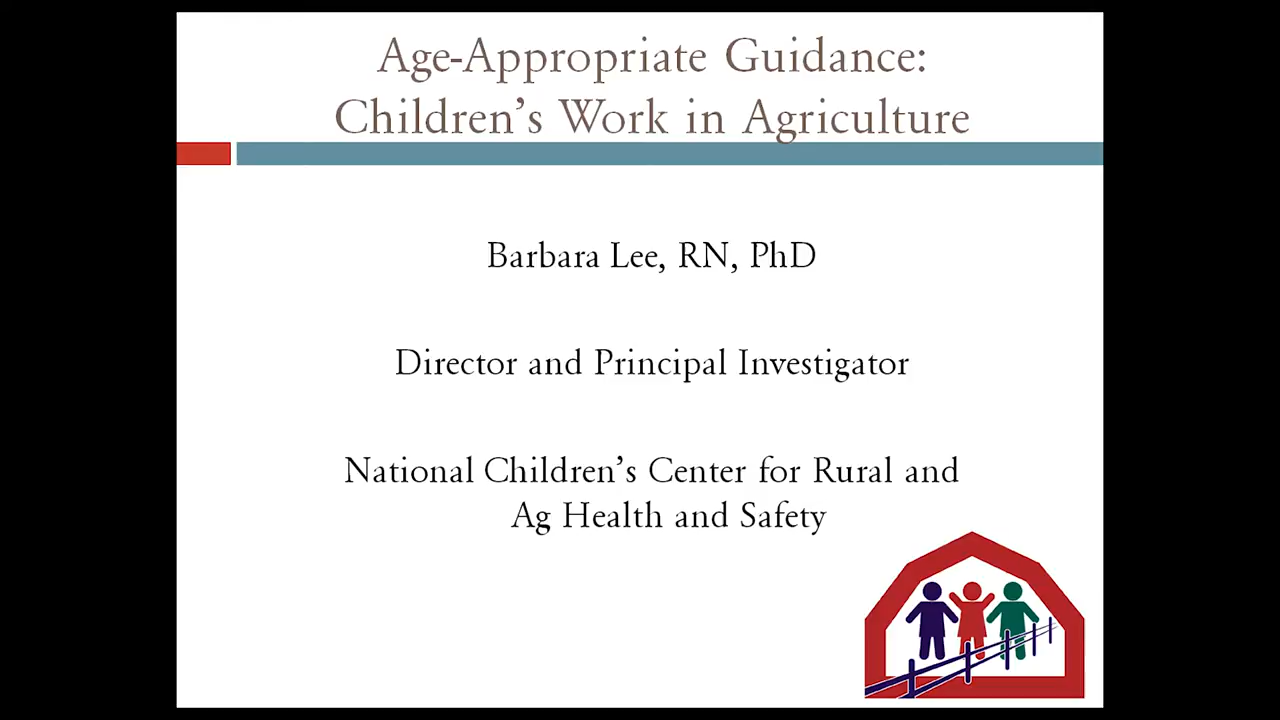 Age-Appropriate Guidance:
Children's Work in Agriculture
Barbara Lee, RN, PhD
Director and Principal Investigator
National Children's Center for Rural and
Ag Health and Safety